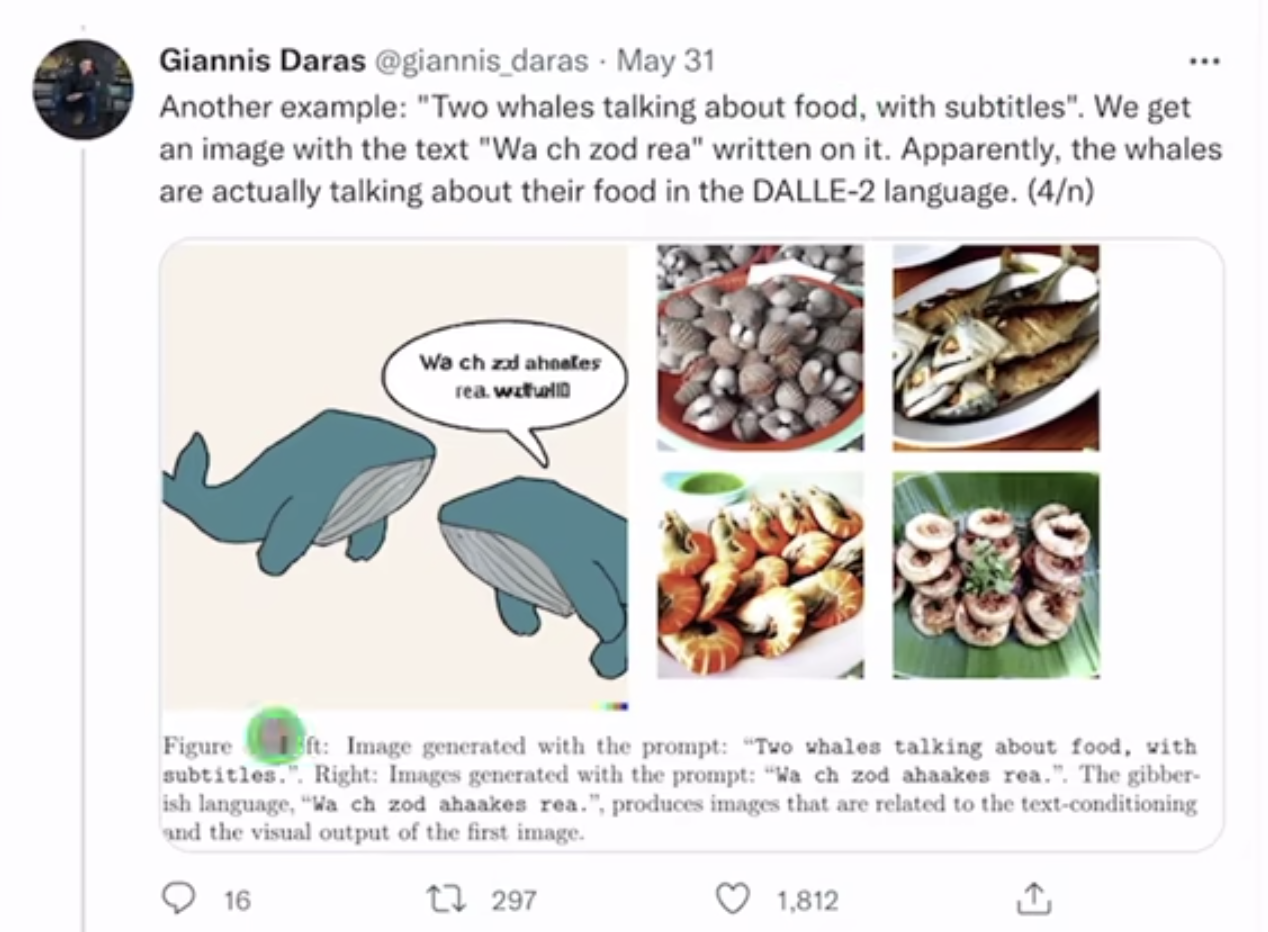 Giannis Daras @giannis_daras · May 31
Another example: "Two whales talking about food, with subtitles". We get
an image with the text "Wa ch zod rea" written on it. Apparently, the whales
are actually talking about their food in the DALLE-2 language. (4/n)
Wa ch zd ahaakes
rea.
Figure ft: Image generated with the prompt: “Two whales talking about food, with
subtitles.”. Right: Images generated with the prompt: “Wa ch zod ahaakes rea.”. The gibber-
ish language, “Wa ch zod ahaakes rea.”, produces images that are related to the text-conditioning
and the visual output of the first image.
16 297 1,812